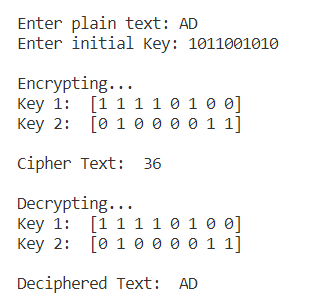 Enter plain text: AD
Enter initial Key: 1011001010
Encrypting...
Key 1:  [1 1 1 1 0 1 0 0]
Key 2:  [0 1 0 0 0 0 1 1]
Cipher Text:  36
Decrypting...
Key 1:  [1 1 1 1 0 1 0 0]
Key 2:  [0 1 0 0 0 0 1 1]
Deciphered Text:  AD